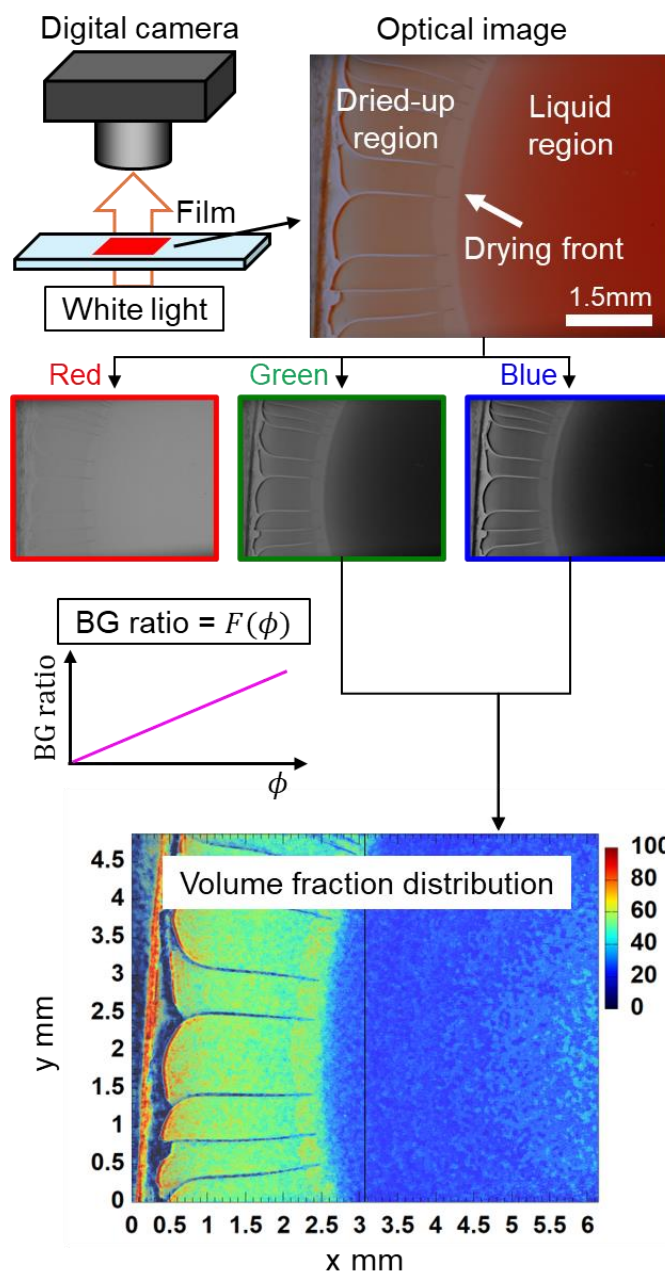 Digital camera
Optical image
Film
White light
Dried-up
region
Liquid
region
Drying front
1.5mm
Red
Green
Blue
BG ratio = F(ϕ)
BG ratio
ϕ
Volume fraction distribution
100
80
60
40
20
0
y mm
4.5
4
3.5
3
2.5
2
1.5
1
0.5
0
0 0.5 1 1.5 2 2.5 3 3.5 4 4.5 5 5.5 6
x mm